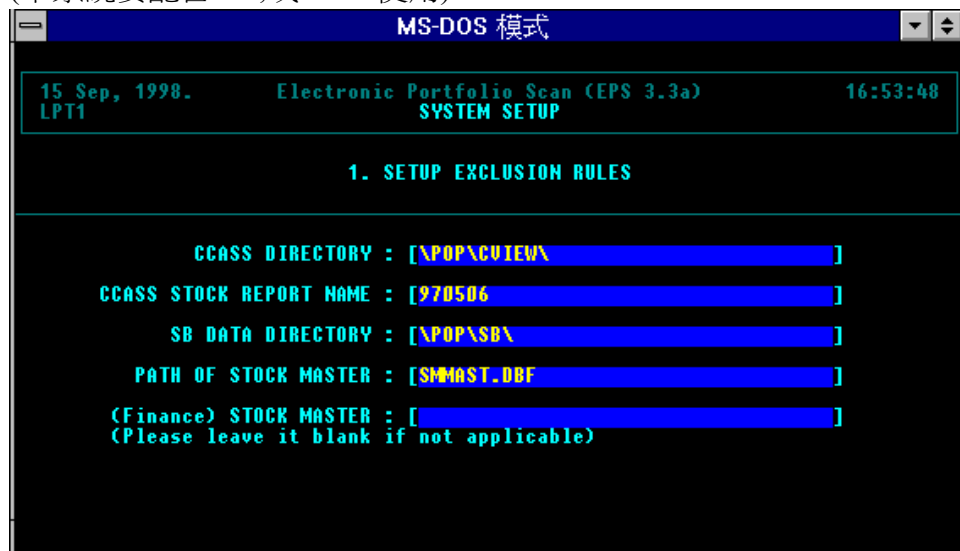 MS-DOS 模式
15 Sep, 1998. Electronic Portfolio Scan (EPS 3.3a) 16:53:48
LPT1 SYSTEM SETUP
1. SETUP EXCLUSION RULES
CCASS DIRECTORY : [\POP\CVIEW\ ]
CCASS STOCK REPORT NAME : [970506 ]
SB DATA DIRECTORY : [\POP\SB\ ]
PATH OF STOCK MASTER : [SMMAST.DBF ]
(Finance) STOCK MASTER : [ ]
(Please leave it blank if not applicable)